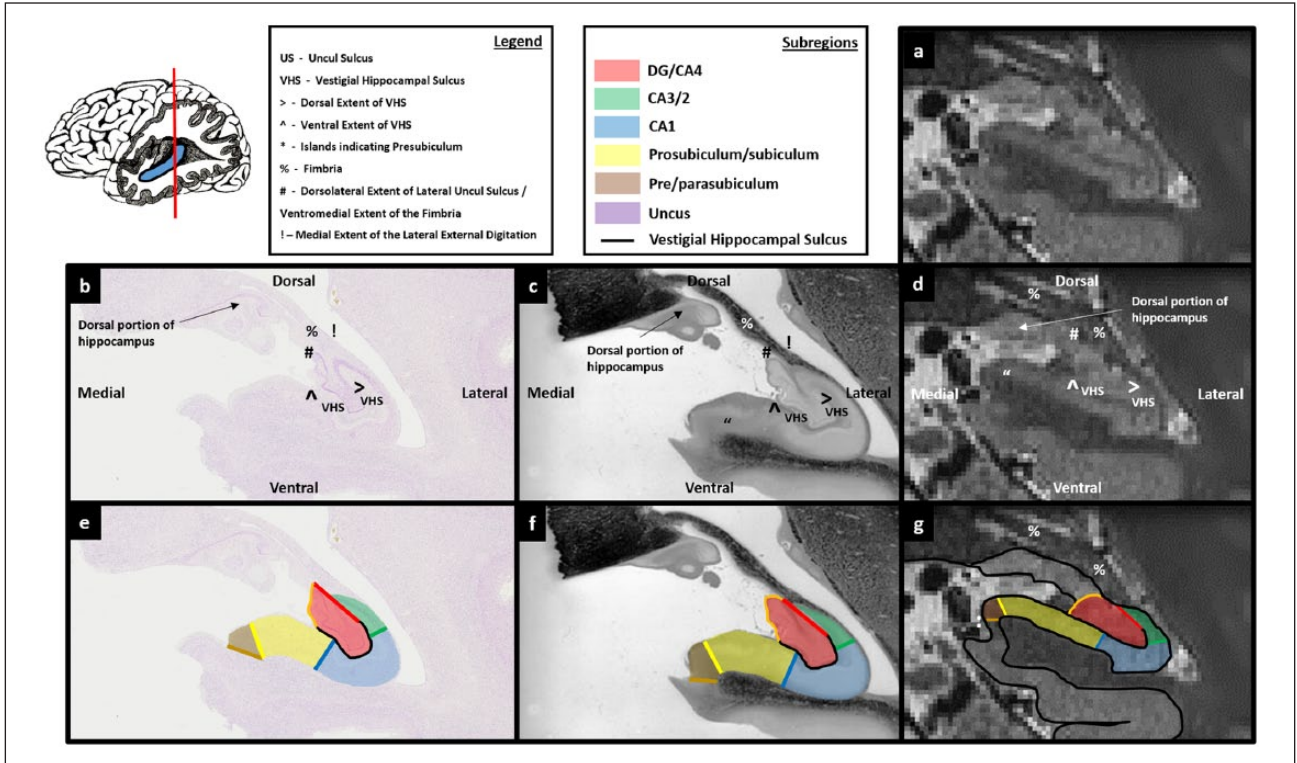 Legend
US - Uncul Sulcus
VHS - Vestigial Hippocampal Sulcus
> - Dorsal Extent of VHS
^ - Ventral Extent of VHS
* - Islands indicating Presubiculum
% - Fimbria
# - Dorsolateral Extent of Lateral Uncul Sulcus /
Ventromedial Extent of the Fimbria
! – Medial Extent of the Lateral External Digitation
Subregions
DG/CA4
CA3/2
CA1
Prosubiculum/subiculum
Pre/parasubiculum
Uncus
Vestigial Hippocampal Sulcus
a
b
Dorsal
Dorsal portion of
hippocampus
% !
#
Medial
^ VHS
> VHS
Lateral
Ventral
c
Dorsal
%
!
#
Dorsal portion of
hippocampus
“
^ VHS
> VHS
Lateral
Ventral
d
Dorsal
%
Dorsal portion of
hippocampus
# %
“
Medial
^ VHS
> VHS
Lateral
Ventral
e
f
g
%
%